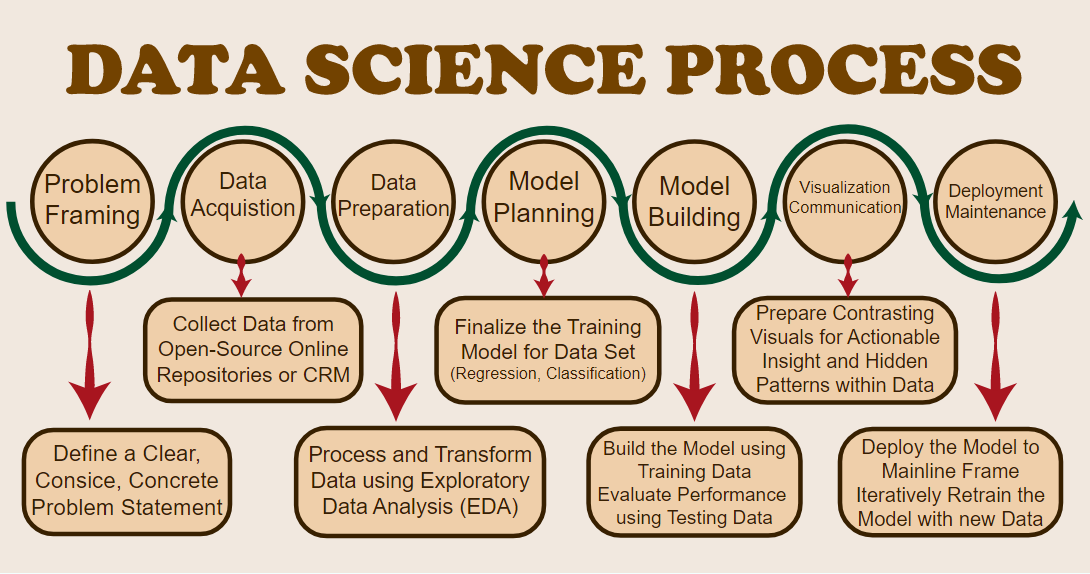 DATA SCIENCE PROCESS
Problem
Framing
Data
Acquistion
Data
Preparation
Model
Planning
Model
Building
Visualization
Communication
Deployment
Maintenance
Collect Data from
Open-Source Online
Repositories or CRM
Finalize the Training
Model for Data Set
(Regression, Classification)
Prepare Contrasting
Visuals for Actionable
Insight and Hidden
Patterns within Data
Define a Clear,
Consice, Concrete
Problem Statement
Process and Transform
Data using Exploratory
Data Analysis (EDA)
Build the Model using
Training Data
Evaluate Performance
using Testing Data
Deploy the Model to
Mainline Frame
Iteratively Retrain the
Model with new Data